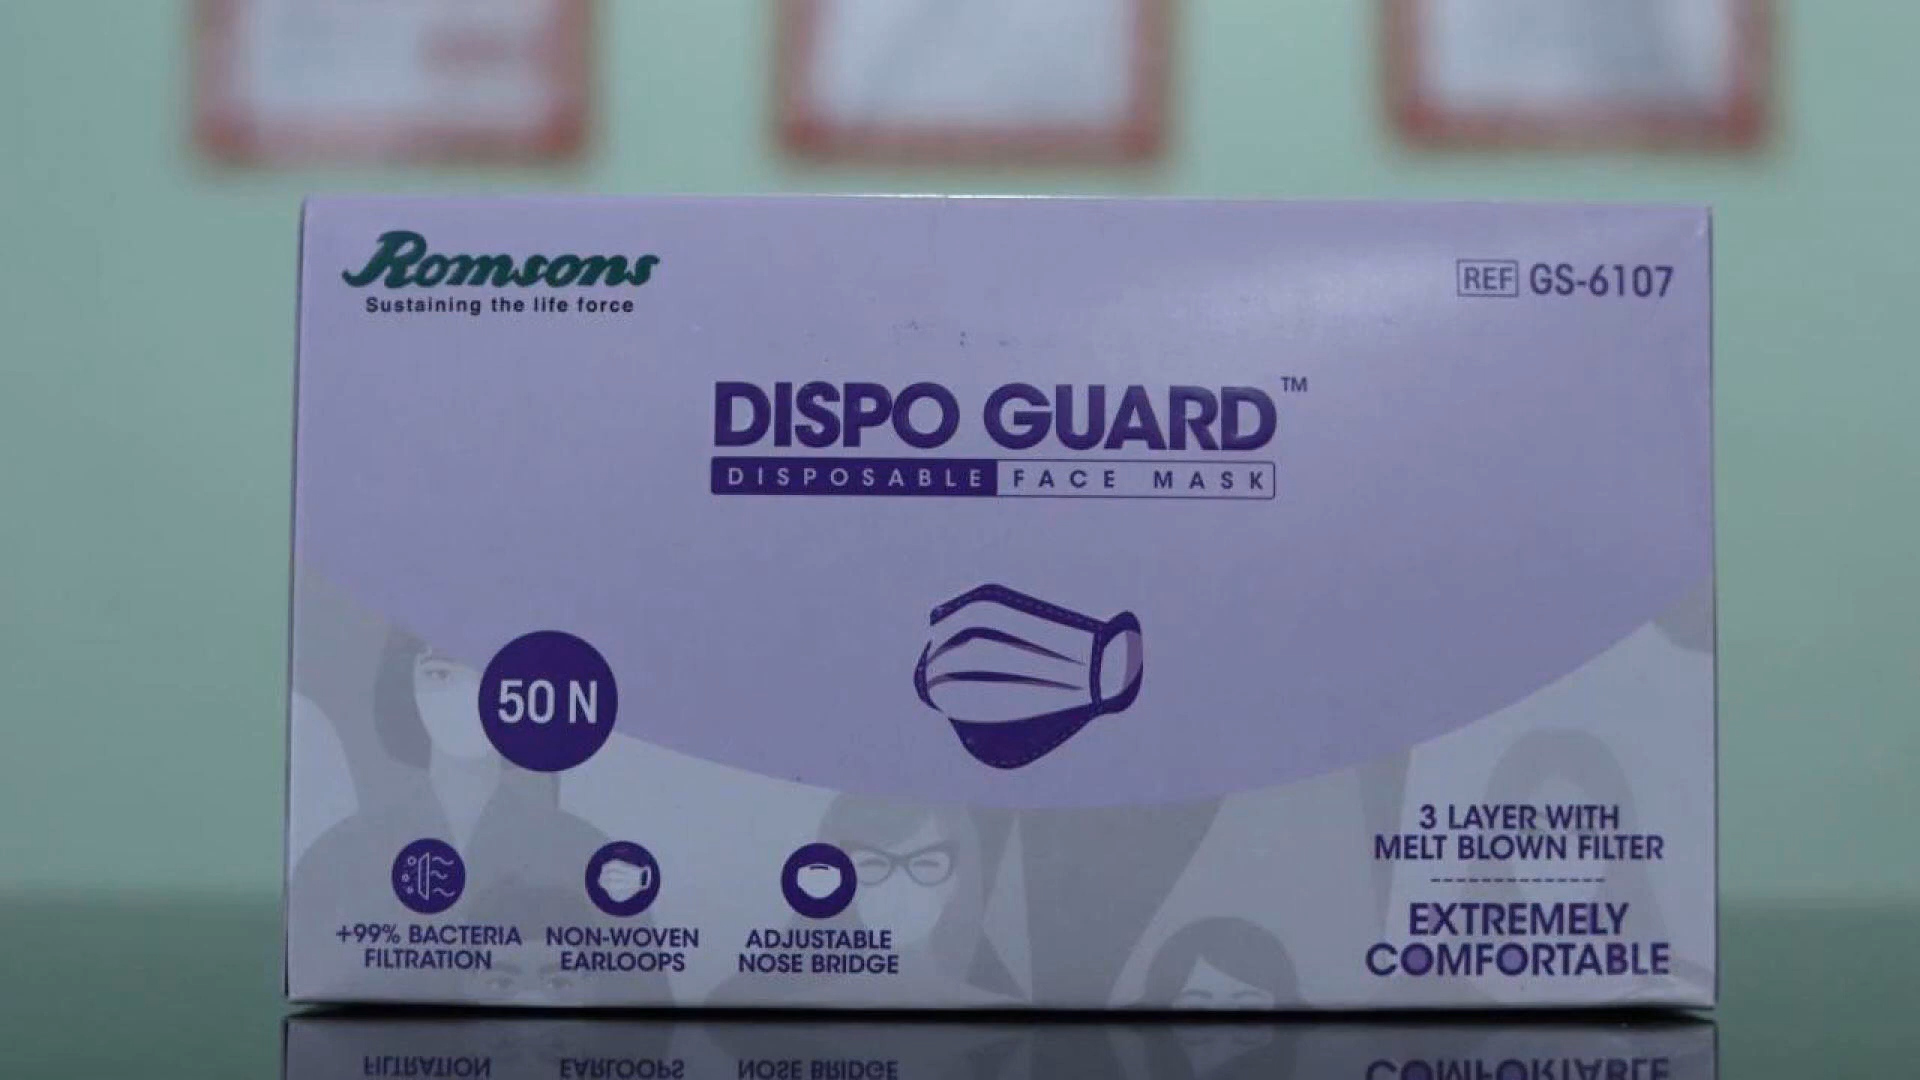 Romsons
Sustaining the life force
REF GS-6107
DISPO GUARD™
DISPOSABLE FACE MASK
50 N
+99% BACTERIA
FILTRATION
NON-WOVEN
EARLOOPS
ADJUSTABLE
NOSE BRIDGE
3 LAYER WITH
MELT BLOWN FILTER
EXTREMELY
COMFORTABLE